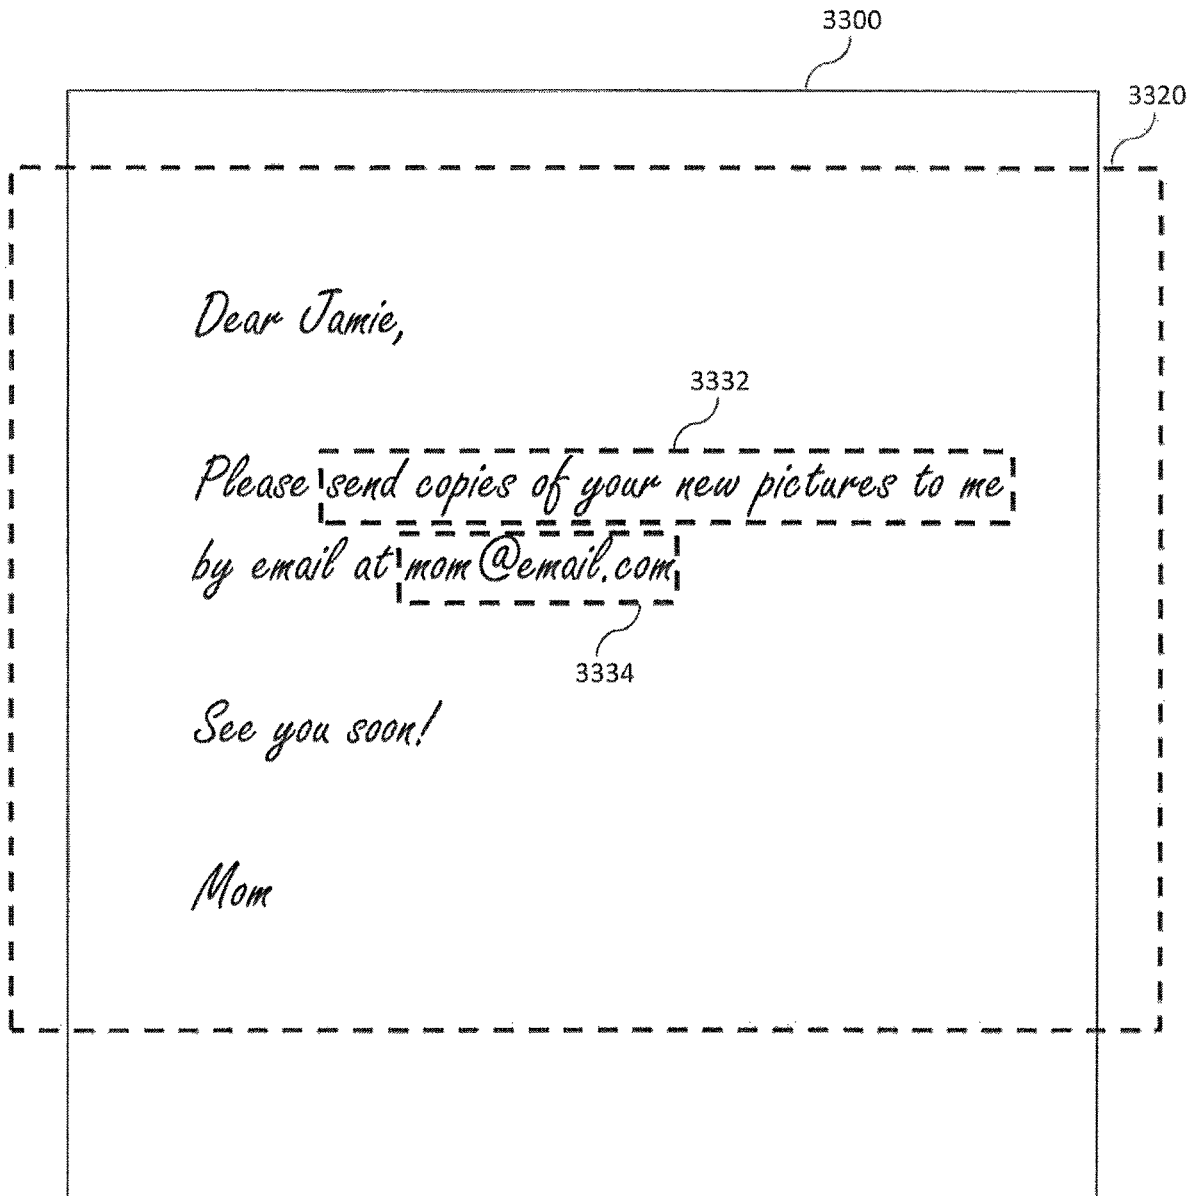 3300
3320
Dear Jamie,
3332
Please send copies of your new pictures to me
by email at mom@email.com
3334
See you soon!
Mom